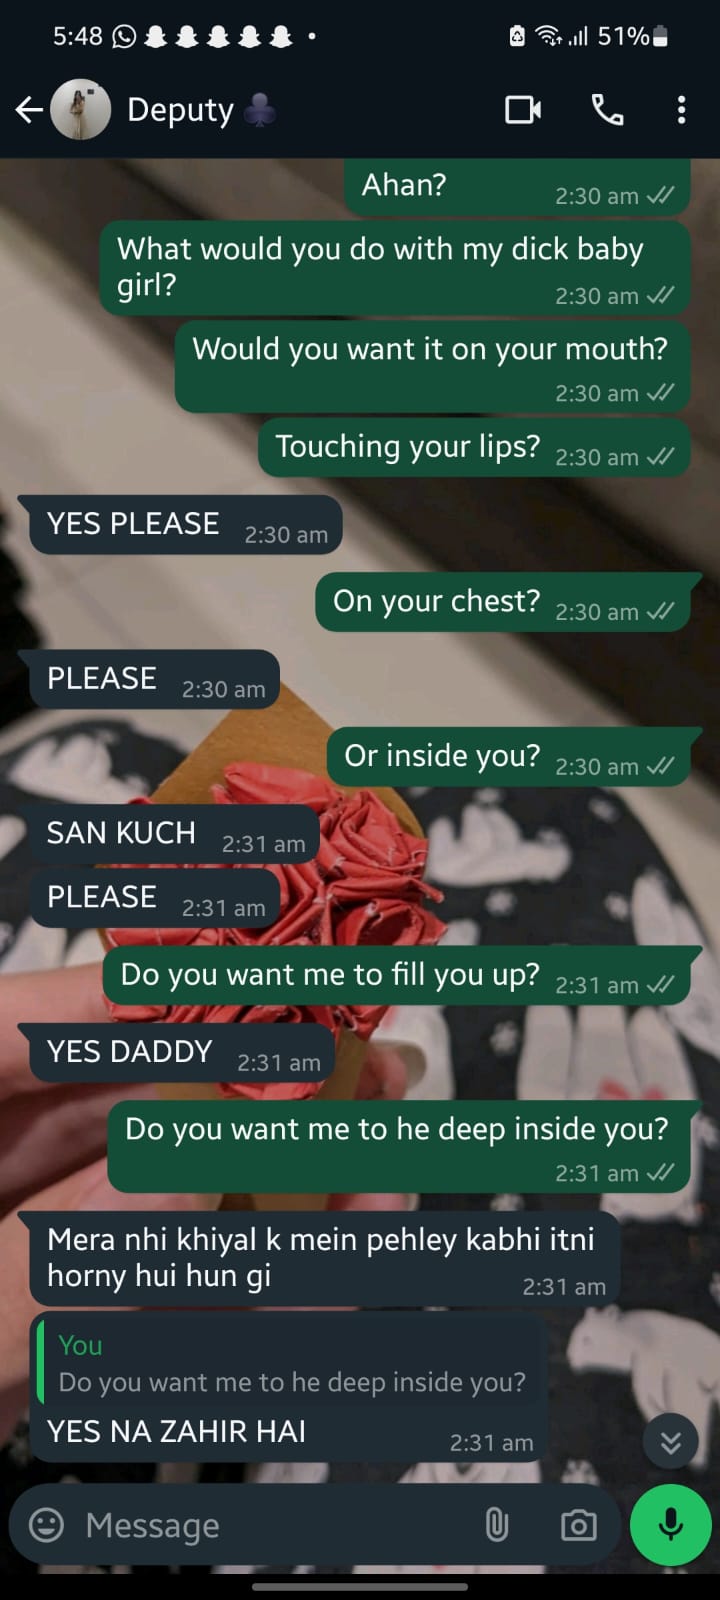 5:48
51%
Deputy
Ahan?
2:30 am
What would you do with my dick baby
girl?
2:30 am
Would you want it on your mouth?
2:30 am
Touching your lips? 2:30 am
YES PLEASE 2:30 am
On your chest? 2:30 am
PLEASE 2:30 am
Or inside you? 2:30 am
SAN KUCH 2:31 am
PLEASE 2:31 am
Do you want me to fill you up? 2:31 am
YES DADDY 2:31 am
Do you want me to he deep inside you?
2:31 am
Mera nhi khiyal k mein pehley kabhi itni
horny hui hun gi
2:31 am
You
Do you want me to he deep inside you?
YES NA ZAHIR HAI
2:31 am
Message